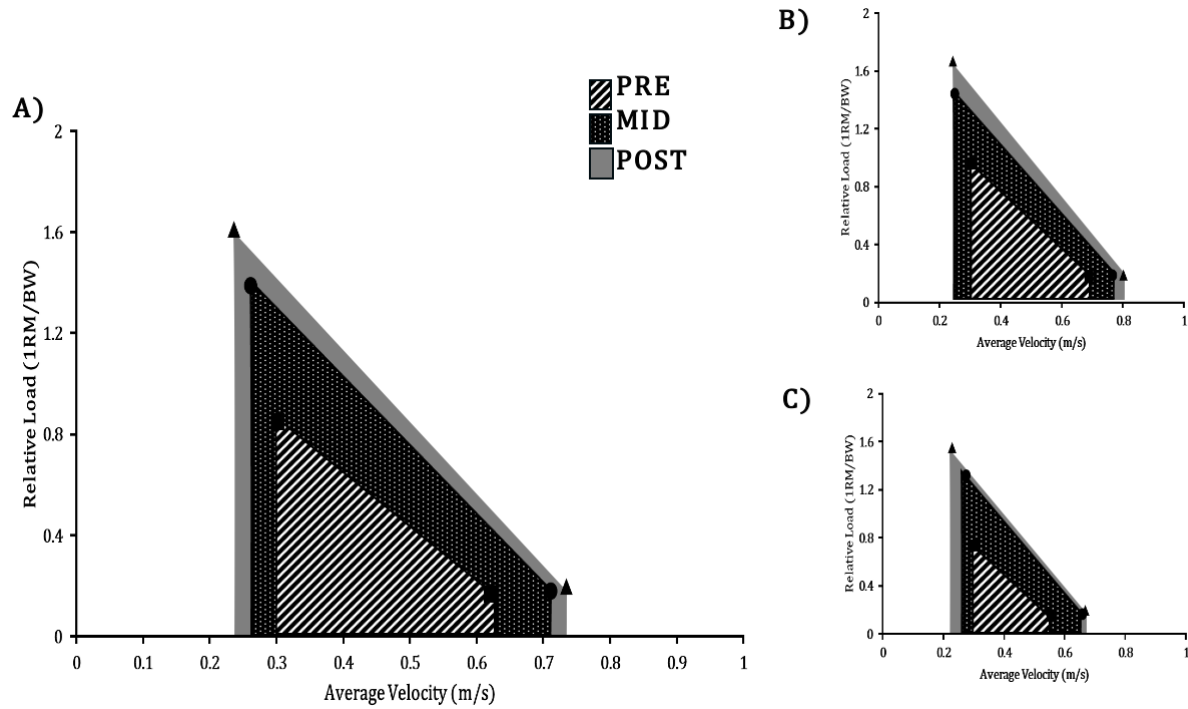 A)
PRE
MID
POST
2
1.6
1.2
0.8
0.4
0
Relative Load (1RM/BW)
0 0.1 0.2 0.3 0.4 0.5 0.6 0.7 0.8 0.9 1
Average Velocity (m/s)
B)
2
1.6
1.2
0.8
0.4
0
Relative Load (1RM/BW)
0 0.2 0.4 0.6 0.8 1
Average Velocity (m/s)
C)
2
1.6
1.2
0.8
0.4
0
Relative Load (1RM/BW)
0 0.2 0.4 0.6 0.8 1
Average Velocity (m/s)